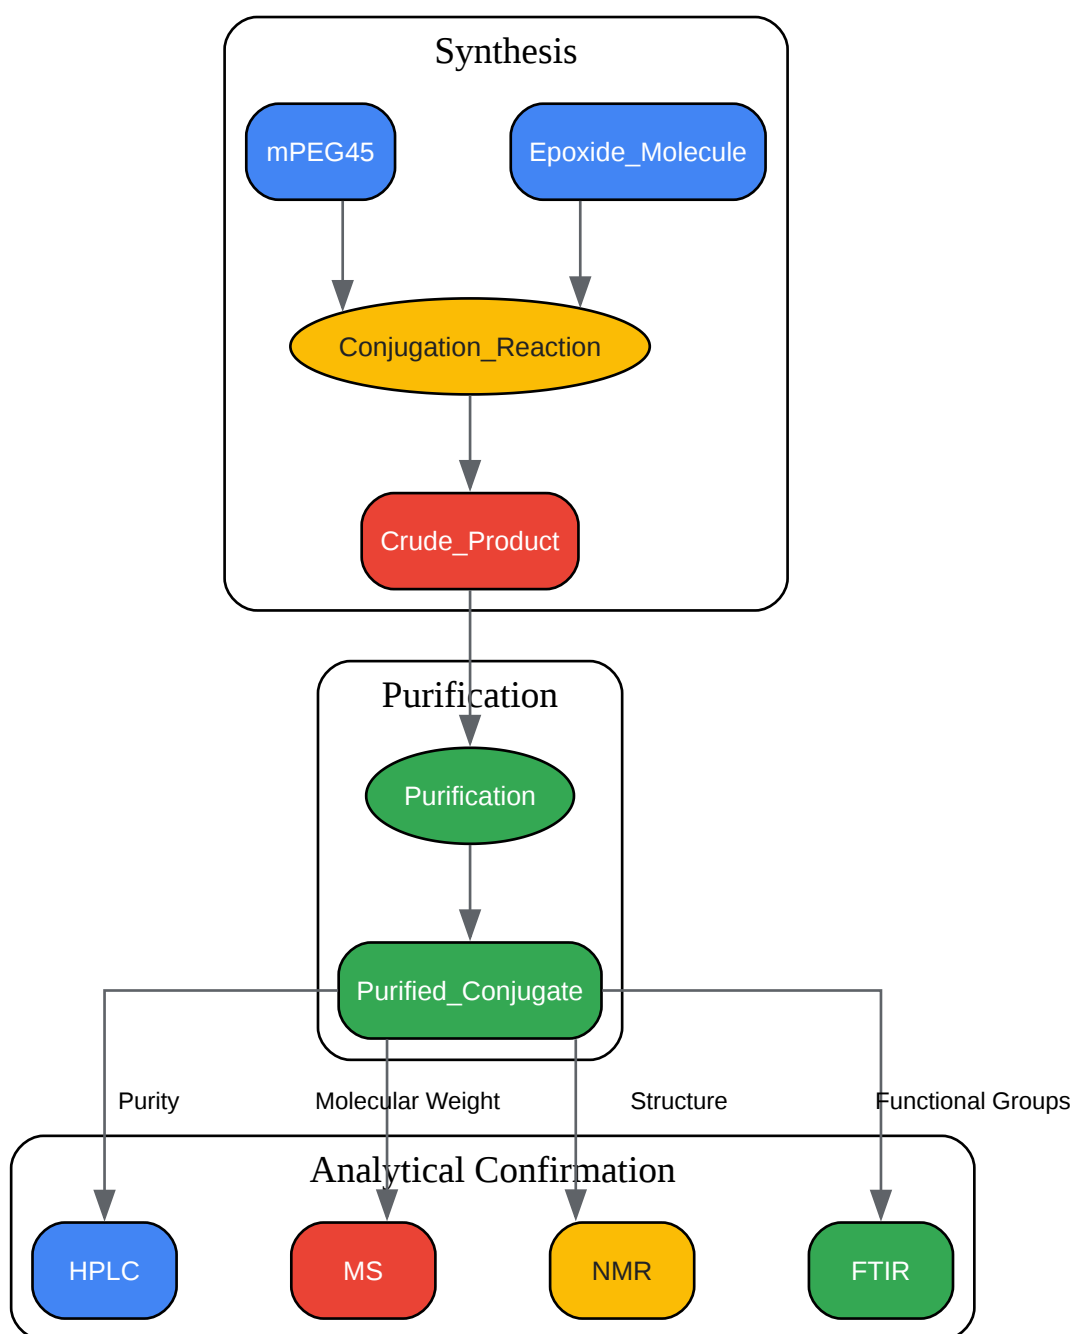 Synthesis
mPEG45
Epoxide_Molecule
Conjugation_Reaction
Crude_Product
Purification
Purification
Purified_Conjugate
Purity
Molecular Weight
Structure
Functional Groups
Analytical Confirmation
HPLC
MS
NMR
FTIR